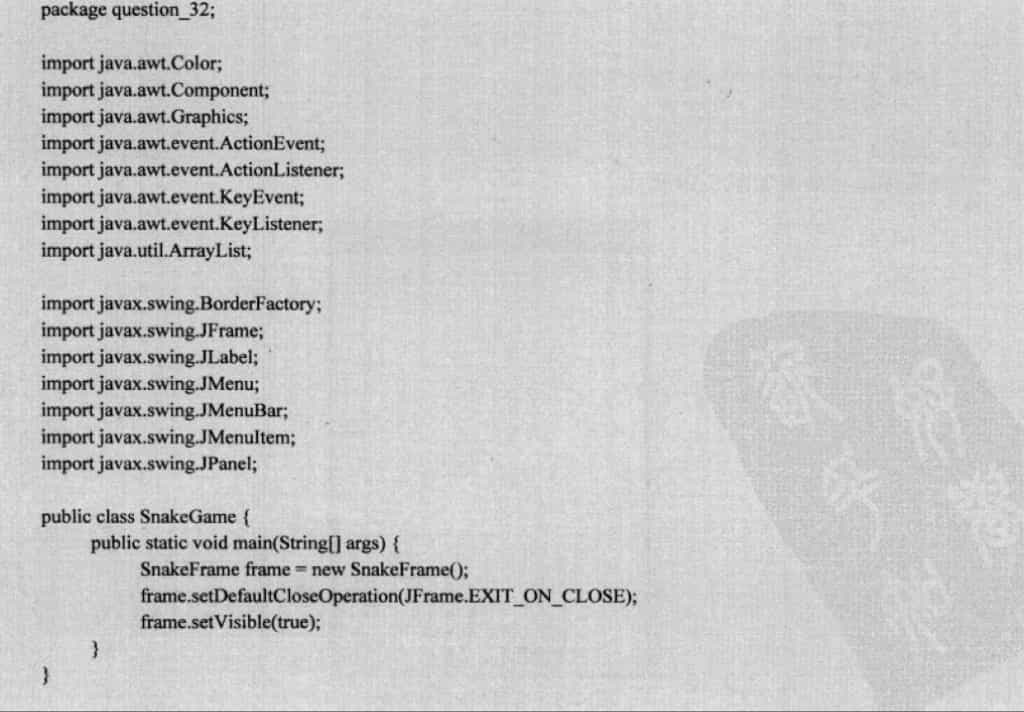 package question_32;
import java.awt.Color;
import java.awt.Component;
import java.awt.Graphics;
import java.awt.event.ActionEvent;
import java.awt.event.ActionListener;
import java.awt.event.KeyEvent;
import java.awt.event.KeyListener;
import java.util.ArrayList;
import javax.swing.BorderFactory;
import javax.swing.JFrame;
import javax.swing.JLabel;
import javax.swing.JMenu;
import javax.swing.JMenuBar;
import javax.swing.JMenuItem;
import javax.swing.JPanel;
public class SnakeGame {
public static void main(String[] args) {
SnakeFrame frame = new SnakeFrame();
frame.setDefaultCloseOperation(JFrame.EXIT_ON_CLOSE);
frame.setVisible(true);
}
}